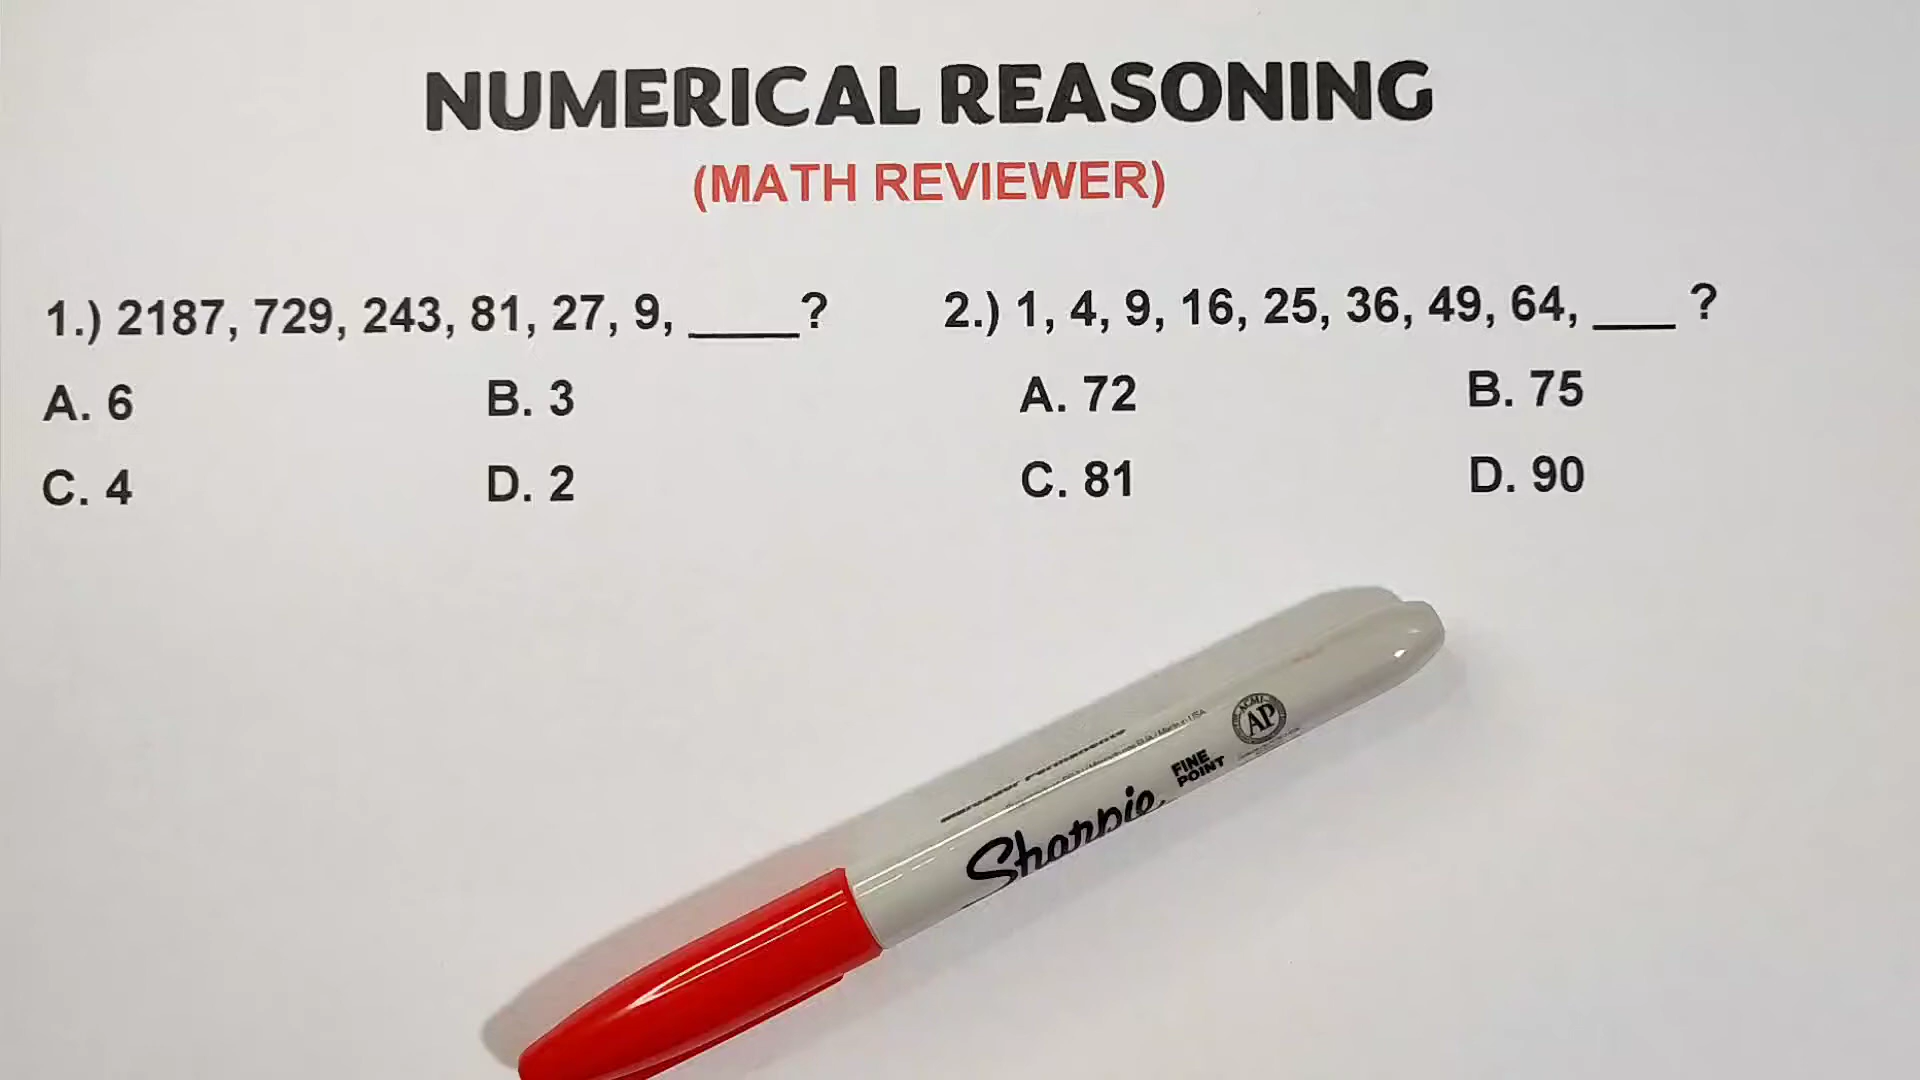 NUMERICAL REASONING
(MATH REVIEWER)
1.) 2187, 729, 243, 81, 27, 9, ____?
A. 6 B. 3
C. 4 D. 2
2.) 1, 4, 9, 16, 25, 36, 49, 64, ___ ?
A. 72 B. 75
C. 81 D. 90
Sharpie
FINE
POINT
ACMI
AP